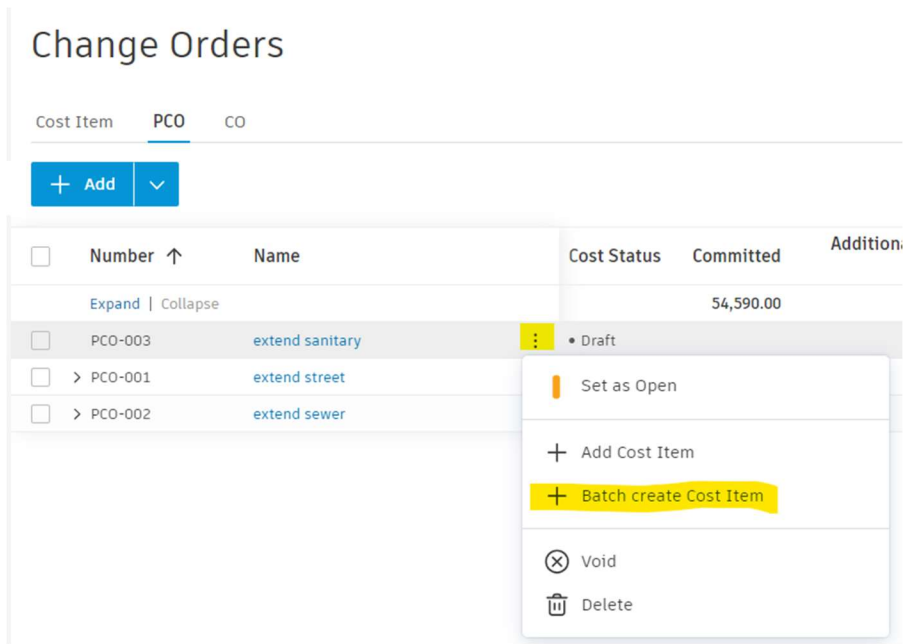 Change Orders
Cost Item PCO CO
+ Add
Number ↑ Name Cost Status Committed Additiona
Expand | Collapse 54,590.00
PCO-003 extend sanitary • Draft
> PCO-001 extend street
> PCO-002 extend sewer
Set as Open
+ Add Cost Item
+ Batch create Cost Item
Void
Delete